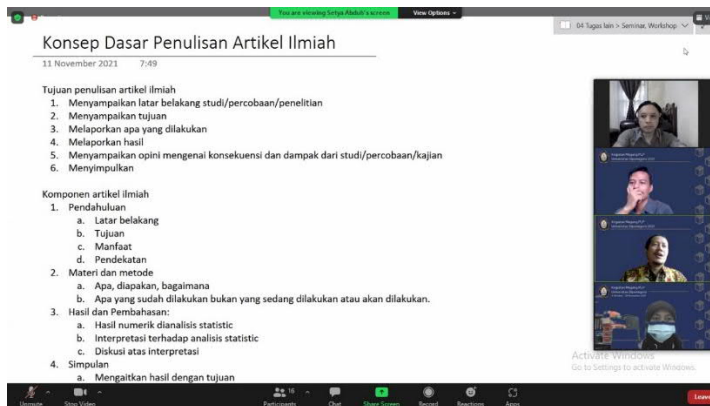 You are viewing Setya Abduh's screen View Options
04 Tugas lain > Seminar, Workshop
Konsep Dasar Penulisan Artikel Ilmiah
11 November 2021 7:49
Tujuan penulisan artikel ilmiah
1. Menyampaikan latar belakang studi/percobaan/penelitian
2. Menyampaikan tujuan
3. Melaporkan apa yang dilakukan
4. Melaporkan hasil
5. Menyampaikan opini mengenai konsekuensi dan dampak dari studi/percobaan/kajian
6. Menyimpulkan
Komponen artikel ilmiah
1. Pendahuluan
a. Latar belakang
b. Tujuan
c. Manfaat
d. Pendekatan
2. Materi dan metode
a. Apa, diapakan, bagaimana
b. Apa yang sudah dilakukan bukan yang sedang dilakukan atau akan dilakukan.
3. Hasil dan Pembahasan:
a. Hasil numerik dianalisis statistic
b. Interpretasi terhadap analisis statistic
c. Diskusi atas interpretasi
4. Simpulan
a. Mengaitkan hasil dengan tujuan
Activate Windows
Go to Settings to activate Windows.
Unmute Stop Video Participants 16 Chat Share Screen Record Reactions Apps Leave